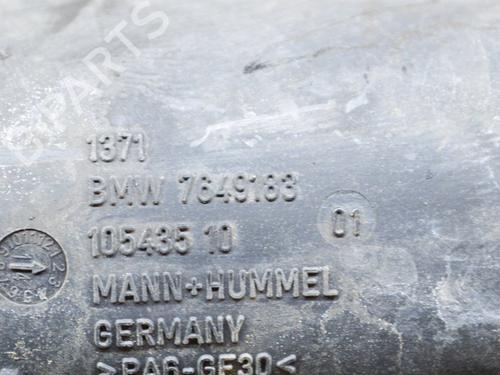 1371
BMW 7649183
105435 10
01
MANN+HUMMEL
GERMANY
>PA6-GF30<